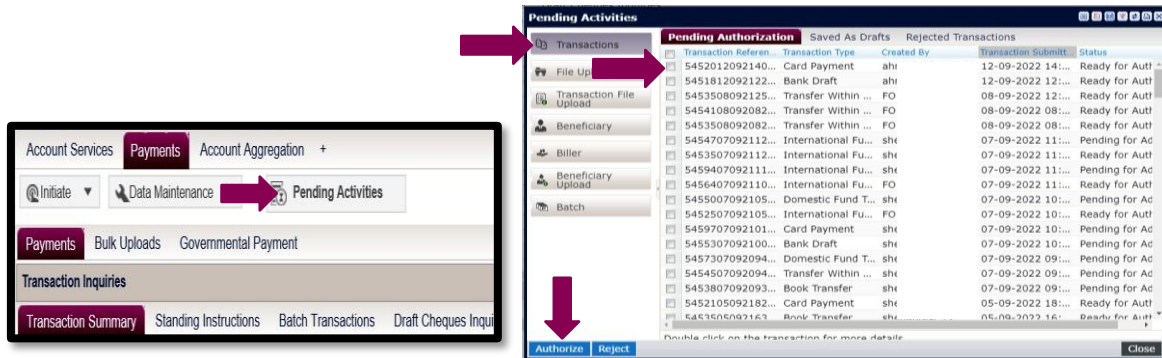 Account Services Payments Account Aggregation +
Initiate Data Maintenance Pending Activities
Payments Bulk Uploads Governmental Payment
Transaction Inquiries
Transaction Summary Standing Instructions Batch Transactions Draft Cheques Inqui
Pending Activities
Transactions
File Up
Transaction File Upload
Beneficiary
Biller
Beneficiary Upload
Batch
Pending Authorization Saved As Drafts Rejected Transactions
Transaction Referen... Transaction Type Created By Transaction Submitt... Status
5452012092140... Card Payment ahr 12-09-2022 14:... Ready for Auth
5451812092122... Bank Draft ahr 12-09-2022 12:... Ready for Auth
5453508092125... Transfer Within ... FO 08-09-2022 12:... Ready for Auth
5454108092082... Transfer Within ... FO 08-09-2022 08:... Ready for Auth
5453508092082... Transfer Within ... FO 08-09-2022 08:... Ready for Auth
5454707092112... International Fu... she 07-09-2022 11:... Pending for Ad
5453507092112... International Fu... she 07-09-2022 11:... Ready for Auth
5459407092111... International Fu... she 07-09-2022 11:... Pending for Ad
5456407092110... International Fu... FO 07-09-2022 11:... Ready for Auth
5455007092105... Domestic Fund T... she 07-09-2022 10:... Pending for Ad
5452507092105... International Fu... FO 07-09-2022 10:... Ready for Auth
5459707092101... Card Payment she 07-09-2022 10:... Pending for Ad
5455307092100... Bank Draft she 07-09-2022 10:... Pending for Ad
5457307092094... Domestic Fund T... she 07-09-2022 09:... Pending for Ad
5454507092094... Transfer Within ... she 07-09-2022 09:... Pending for Ad
5453807092093... Book Transfer she 07-09-2022 09:... Pending for Ad
5452105092182... Card Payment she 05-09-2022 18:... Ready for Auth
5453505092163... Book Transfer she 05-09-2022 16:... Ready for Auth
Double click on the transaction for more details
Authorize Reject Close